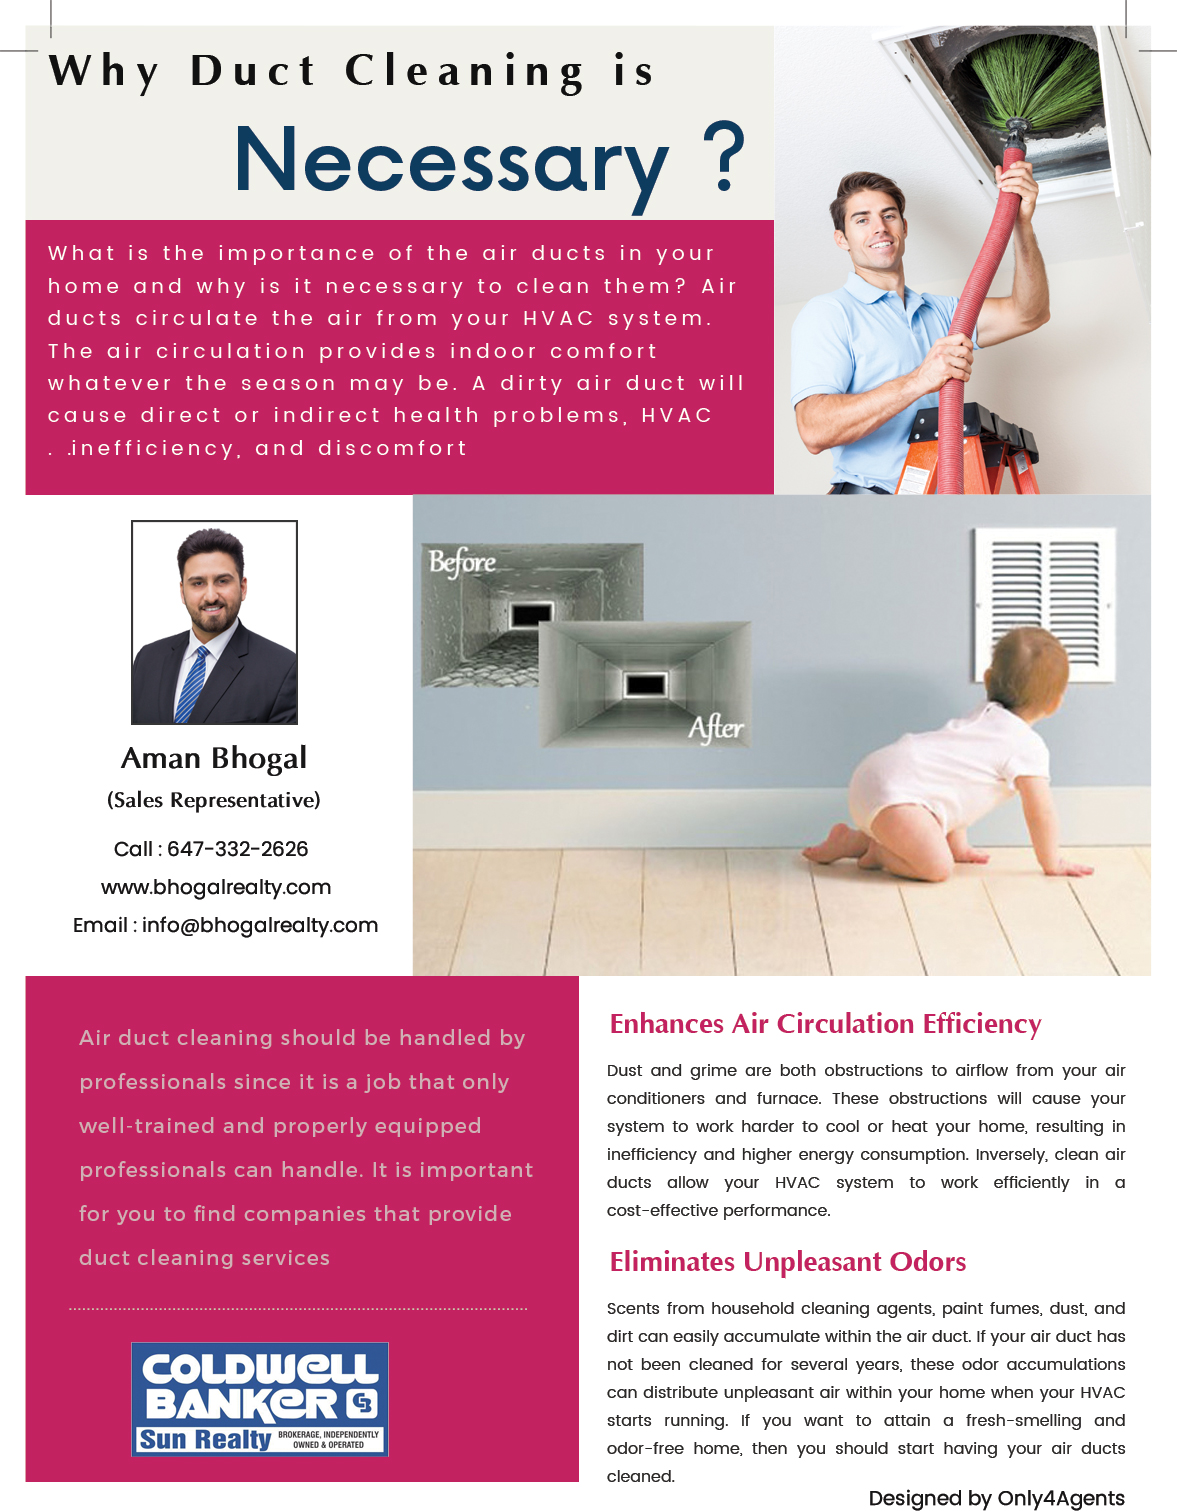 Why Duct Cleaning is
Necessary ?
What is the importance of the air ducts in your
home and why is it necessary to clean them? Air
ducts circulate the air from your HVAC system.
The air circulation provides indoor comfort
whatever the season may be. A dirty air duct will
cause direct or indirect health problems, HVAC
. .inefficiency, and discomfort
Before
After
Aman Bhogal
(Sales Representative)
Call : 647-332-2626
www.bhogalrealty.com
Email : info@bhogalrealty.com
Air duct cleaning should be handled by
professionals since it is a job that only
well-trained and properly equipped
professionals can handle. It is important
for you to find companies that provide
duct cleaning services
COLDWELL
BANKER CB
Sun Realty
BROKERAGE, INDEPENDENTLY
OWNED & OPERATED
Enhances Air Circulation Efficiency
Dust and grime are both obstructions to airflow from your air
conditioners and furnace. These obstructions will cause your
system to work harder to cool or heat your home, resulting in
inefficiency and higher energy consumption. Inversely, clean air
ducts allow your HVAC system to work efficiently in a
cost-effective performance.
Eliminates Unpleasant Odors
Scents from household cleaning agents, paint fumes, dust, and
dirt can easily accumulate within the air duct. If your air duct has
not been cleaned for several years, these odor accumulations
can distribute unpleasant air within your home when your HVAC
starts running. If you want to attain a fresh-smelling and
odor-free home, then you should start having your air ducts
cleaned.
Designed by Only4Agents